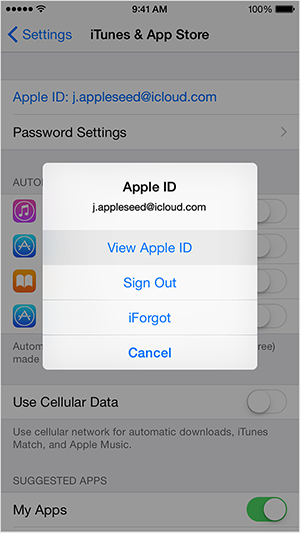 9:41 AM 100%
Settings iTunes & App Store
Apple ID: j.appleseed@icloud.com
Password Settings
AUTO
Apple ID
j.appleseed@icloud.com
View Apple ID
Sign Out
iForgot
Cancel
Autom ree)
made
Use Cellular Data
Use cellular network for automatic downloads, iTunes
Match, and Apple Music.
SUGGESTED APPS
My Apps